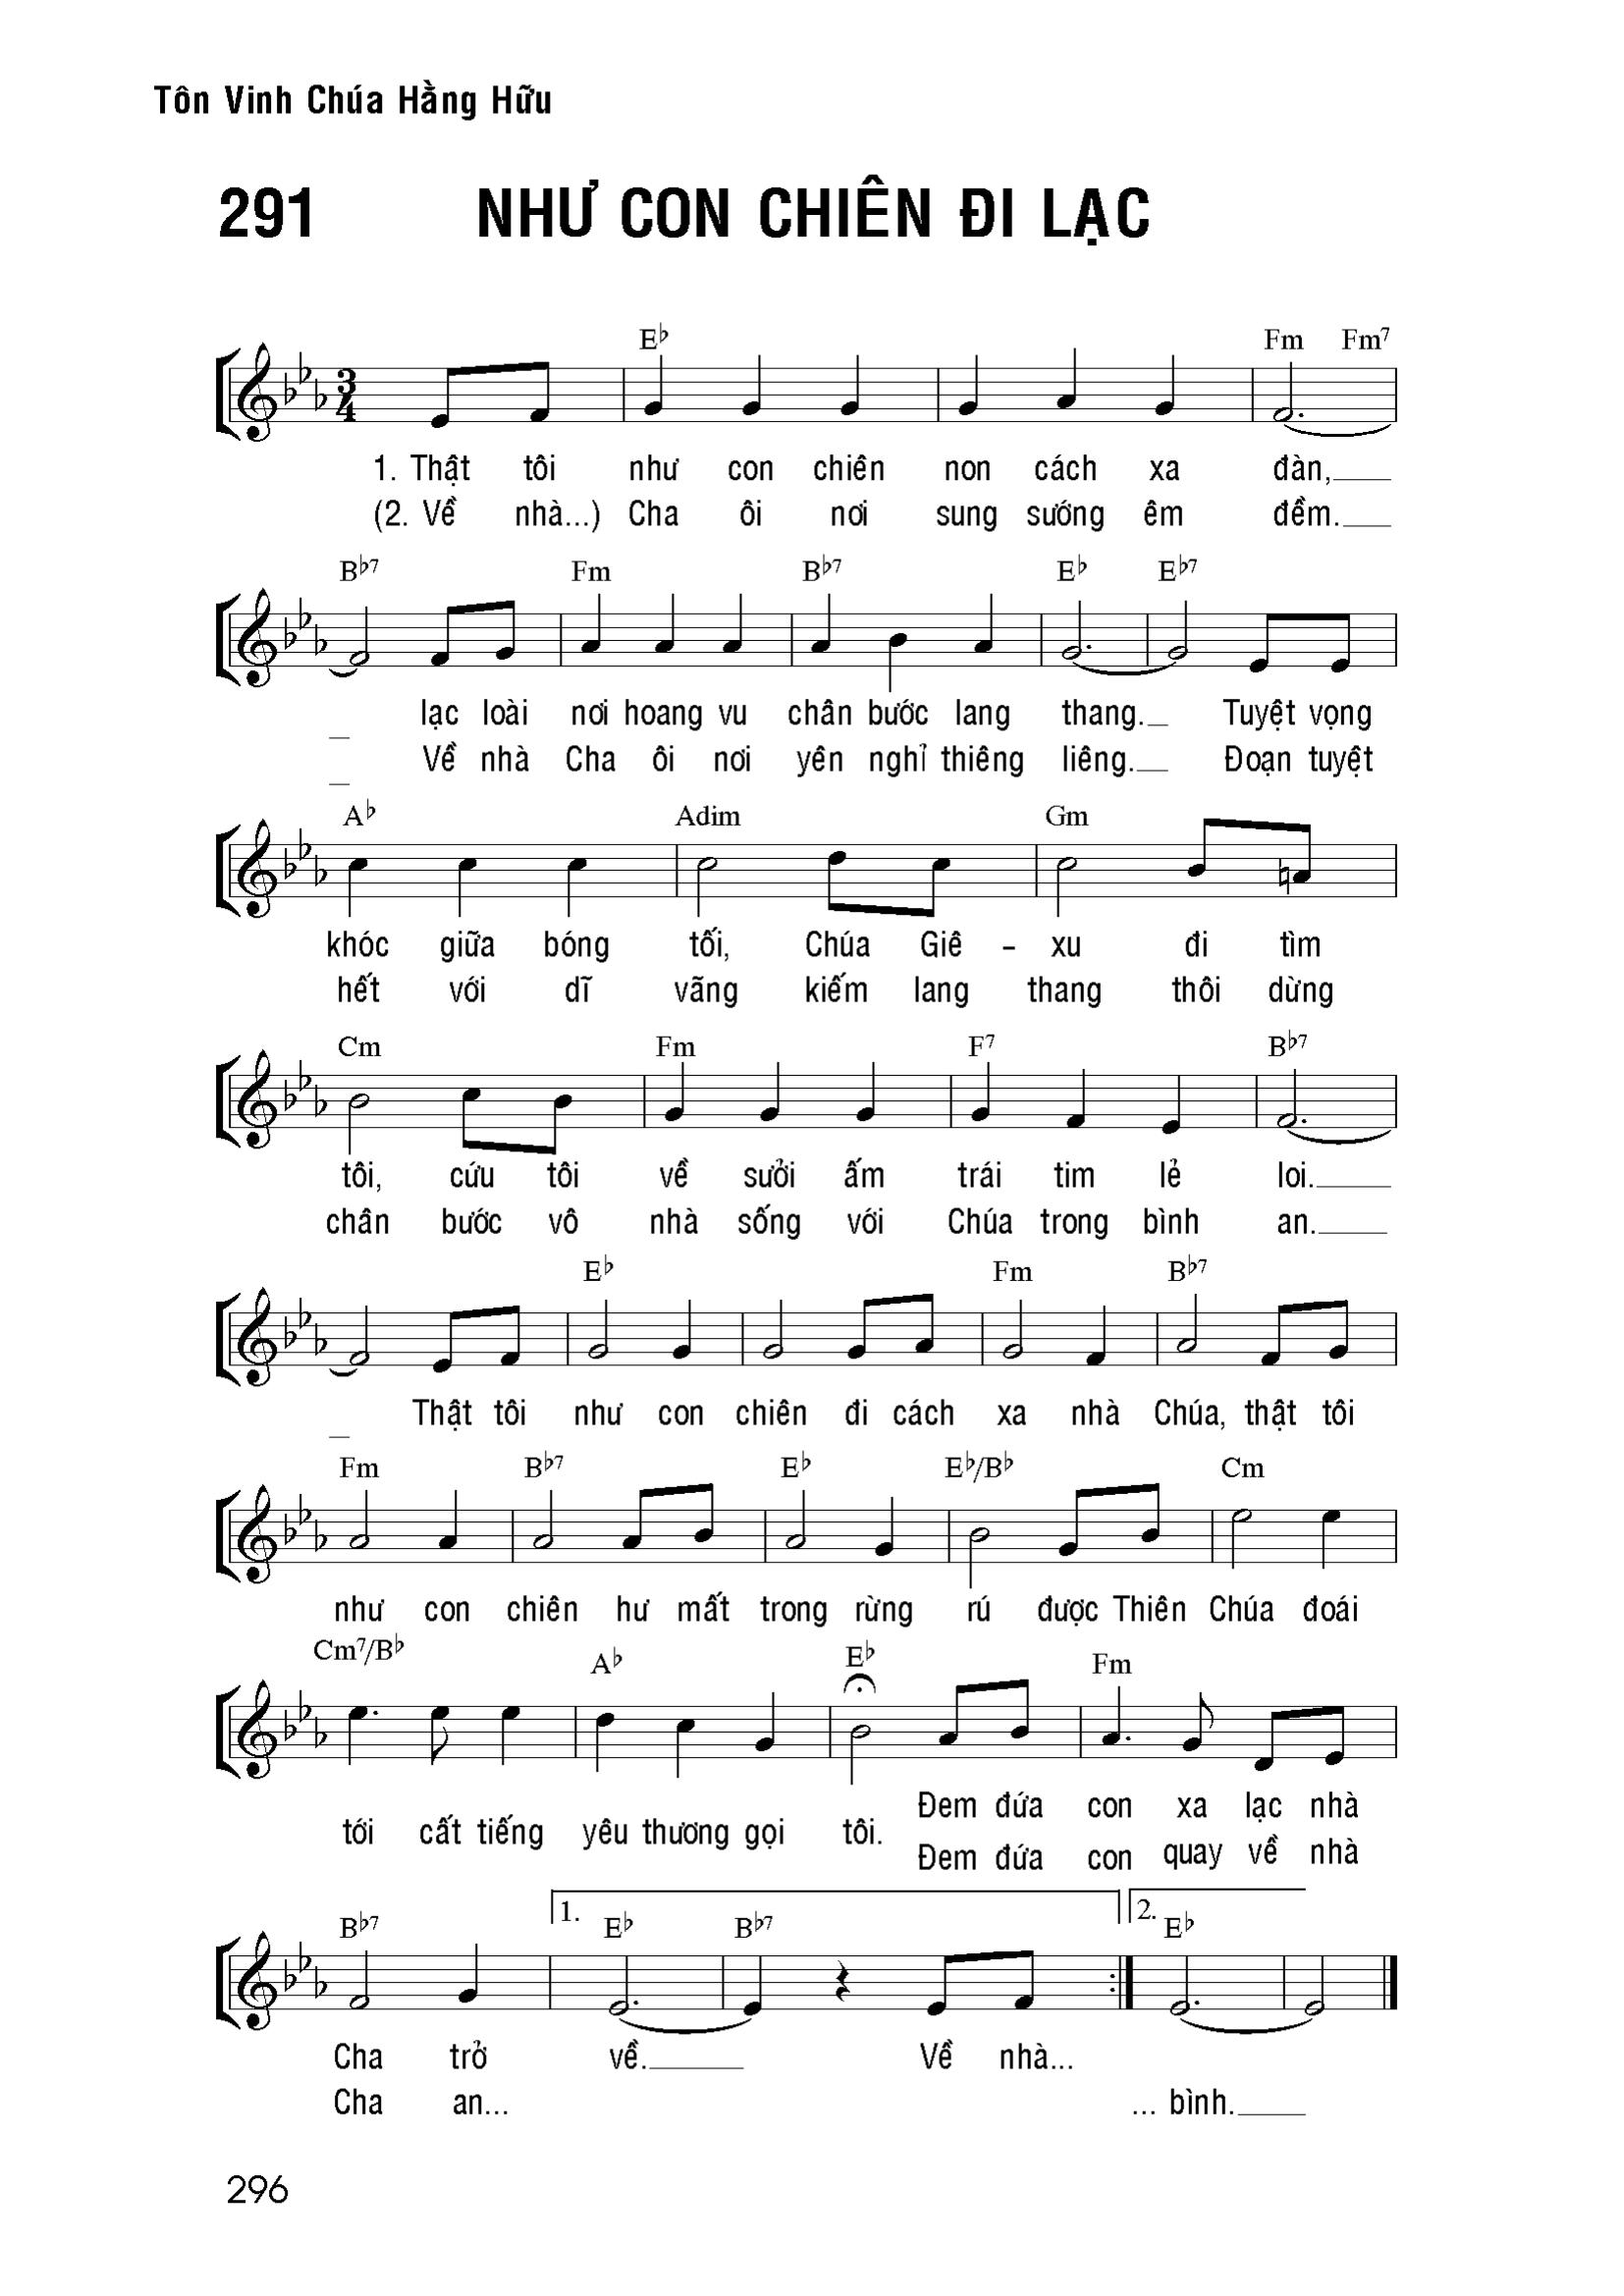 Tôn Vinh Chúa Hằng Hữu
291 NHƯ CON CHIÊN ĐI LẠC
E♭ Fm Fm7
3
4
1. Thật tôi như con chiên non cách xa đàn,
(2. Về nhà...) Cha ôi nơi sung sướng êm đềm.
B♭7 Fm B♭7 E♭ E♭7
lạc loài nơi hoang vu chân bước lang thang. Tuyệt vọng
Về nhà Cha ôi nơi yên nghỉ thiêng liêng. Đoạn tuyệt
A♭ Adim Gm
khóc giữa bóng tối, Chúa Giê - xu đi tìm
hết với dĩ vãng kiếm lang thang thôi dừng
Cm Fm F7 B♭7
tôi, cứu tôi về sưởi ấm trái tim lẻ loi.
chân bước vô nhà sống với Chúa trong bình an.
E♭ Fm B♭7
Thật tôi như con chiên đi cách xa nhà Chúa, thật tôi
Fm B♭7 E♭ E♭/B♭ Cm
như con chiên hư mất trong rừng rú được Thiên Chúa đoái
Cm7/B♭ A♭ E♭ Fm
tới cất tiếng yêu thương gọi tôi. Đem đứa con xa lạc nhà
Đem đứa con quay về nhà
B♭7 1. E♭ B♭7 2. E♭
Cha trở về. Về nhà...
Cha an... ... bình.
296